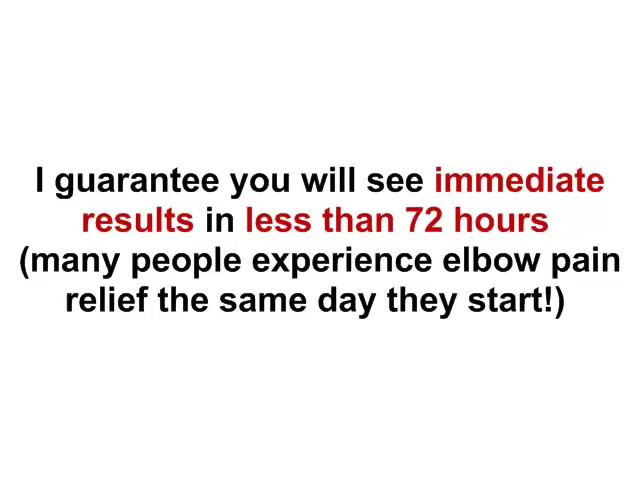 I guarantee you will see immediate
results in less than 72 hours
(many people experience elbow pain
relief the same day they start!)